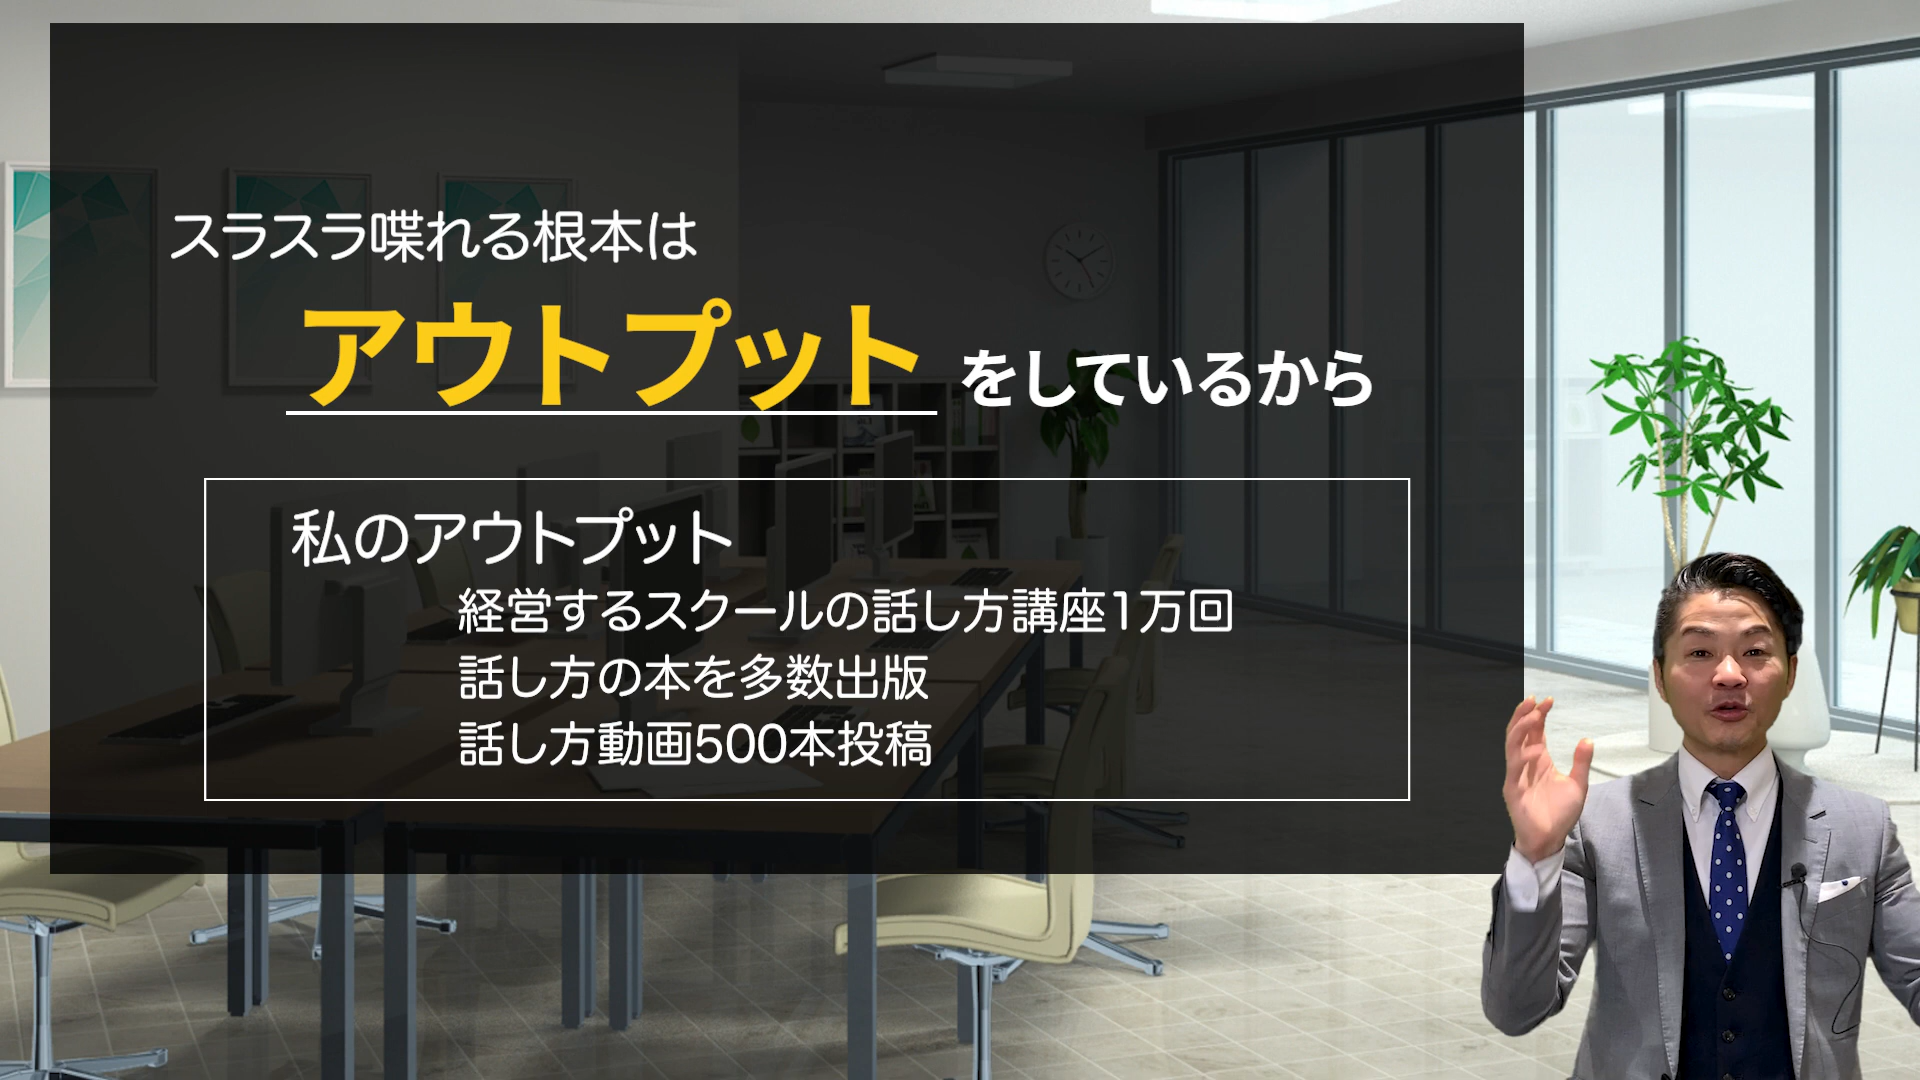 スラスラ喋れる根本は
アウトプットをしているから
私のアウトプット
経営するスクールの話し方講座1万回
話し方の本を多数出版
話し方動画500本投稿